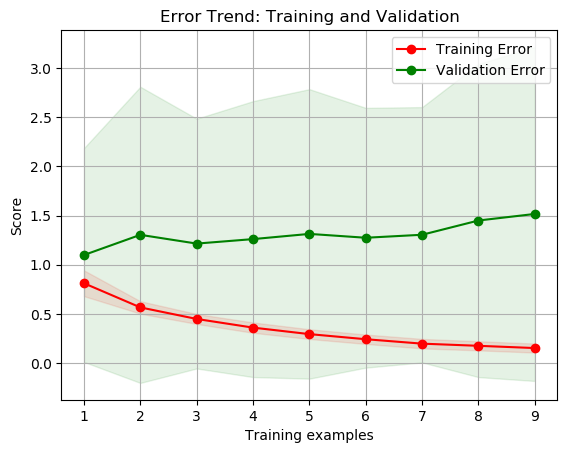 Error Trend: Training and Validation
Training Error
Validation Error
Score
3.0
2.5
2.0
1.5
1.0
0.5
0.0
1 2 3 4 5 6 7 8 9
Training examples